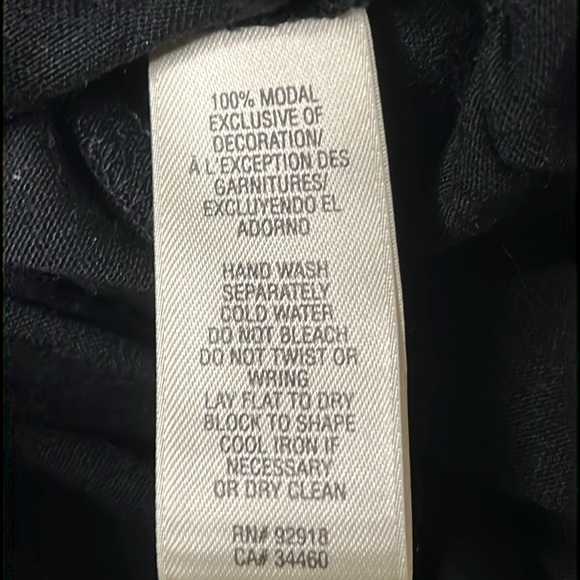 100% MODAL
EXCLUSIVE OF
DECORATION/
À L'EXCEPTION DES
GARNITURES/
EXCLUYENDO EL
ADORNO
HAND WASH
SEPARATELY
COLD WATER
DO NOT BLEACH
DO NOT TWIST OR
WRING
LAY FLAT TO DRY
BLOCK TO SHAPE
COOL IRON IF
NECESSARY
OR DRY CLEAN
RN# 92918
CA# 34460